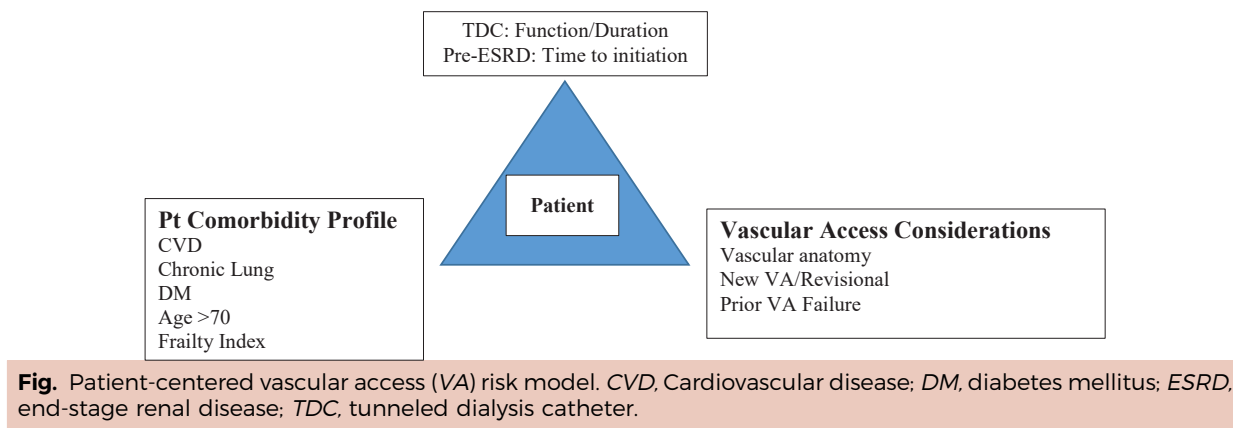 TDC: Function/Duration
Pre-ESRD: Time to initiation
Patient
Pt Comorbidity Profile
CVD
Chronic Lung
DM
Age >70
Frailty Index
Vascular Access Considerations
Vascular anatomy
New VA/Revisional
Prior VA Failure
Fig. Patient-centered vascular access (VA) risk model. CVD, Cardiovascular disease; DM, diabetes mellitus; ESRD,
end-stage renal disease; TDC, tunneled dialysis catheter.